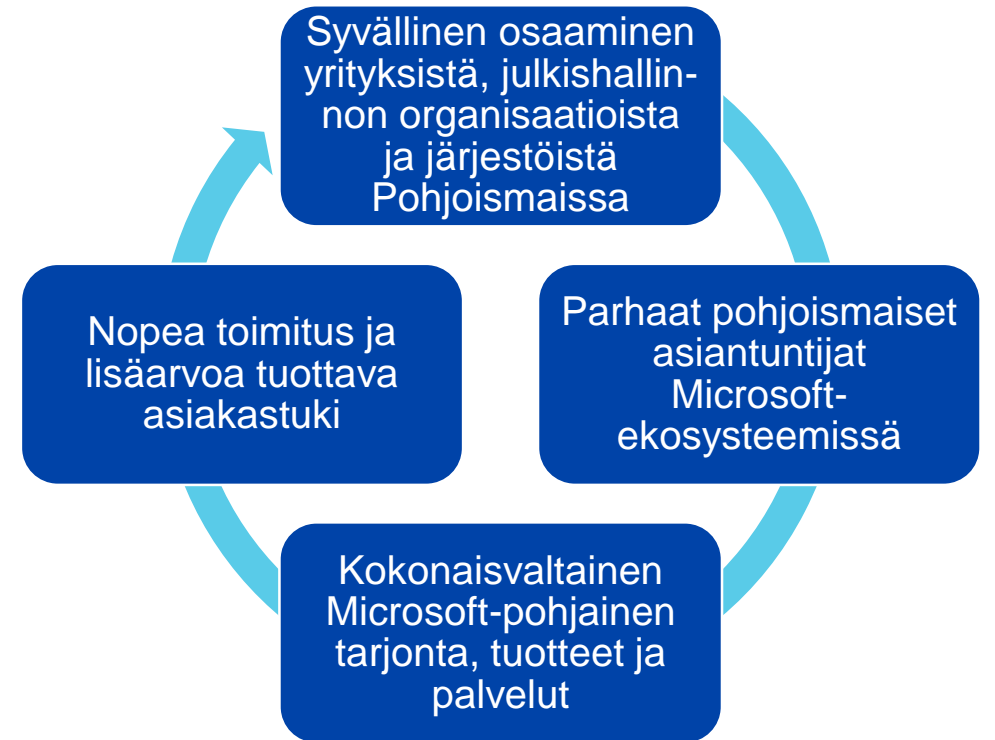 Syvällinen osaaminen
yrityksistä, julkishallin-
non organisaatioista
ja järjestöistä
Pohjoismaissa
Parhaat pohjoismaiset
asiantuntijat
Microsoft-
ekosysteemissä
Kokonaisvaltainen
Microsoft-pohjainen
tarjonta, tuotteet ja
palvelut
Nopea toimitus ja
lisäarvoa tuottava
asiakastuki